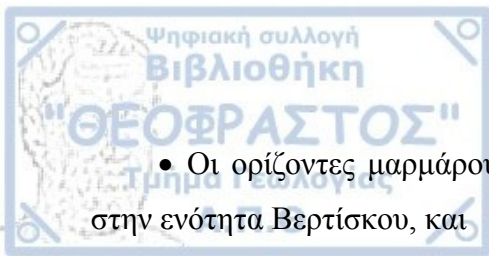 Ψηφιακή συλλογή
Βιβλιοθήκη
"ΘΕΟΦΡΑΣΤΟΣ"
Τμήμα Γεωλογίας
Α.Π.Θ
• Οι ορίζοντες μαρμάρου
στην ενότητα Βερτίσκου, και